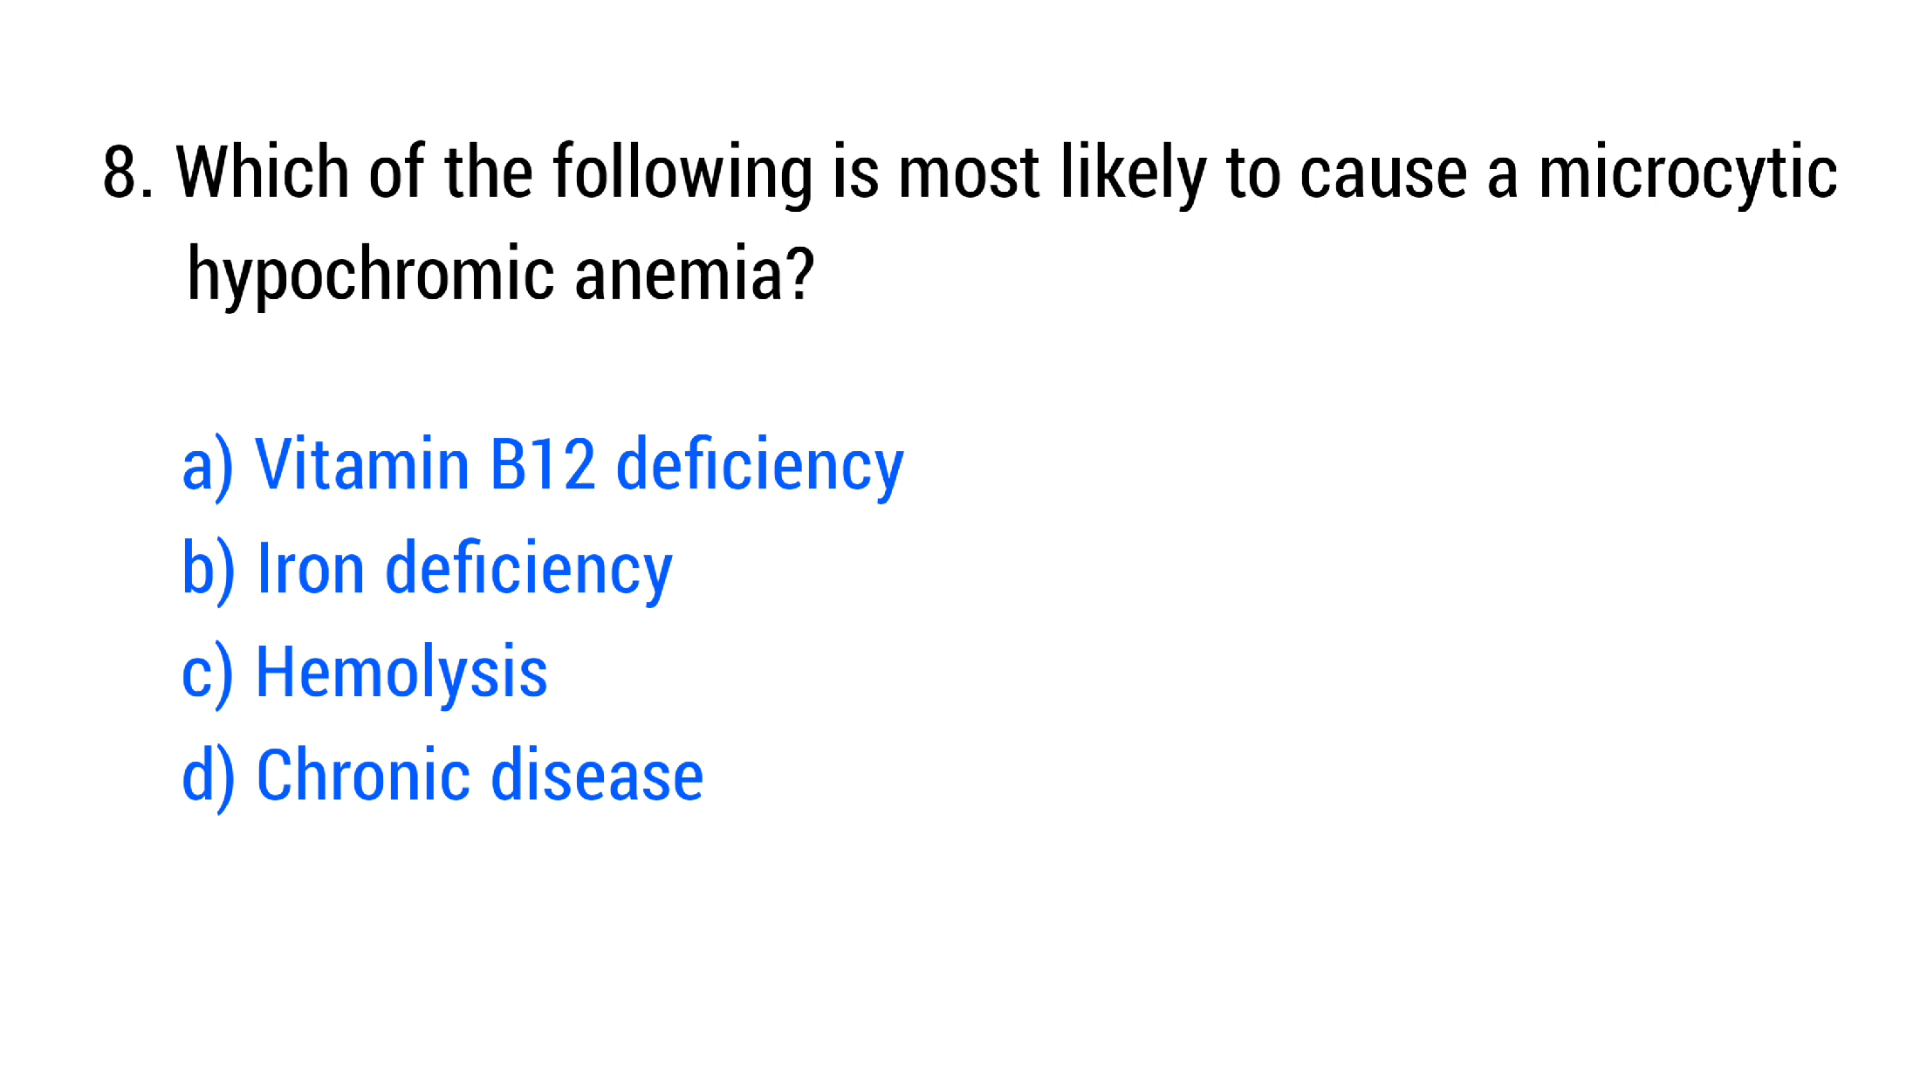 8. Which of the following is most likely to cause a microcytic
hypochromic anemia?
a) Vitamin B12 deficiency
b) Iron deficiency
c) Hemolysis
d) Chronic disease